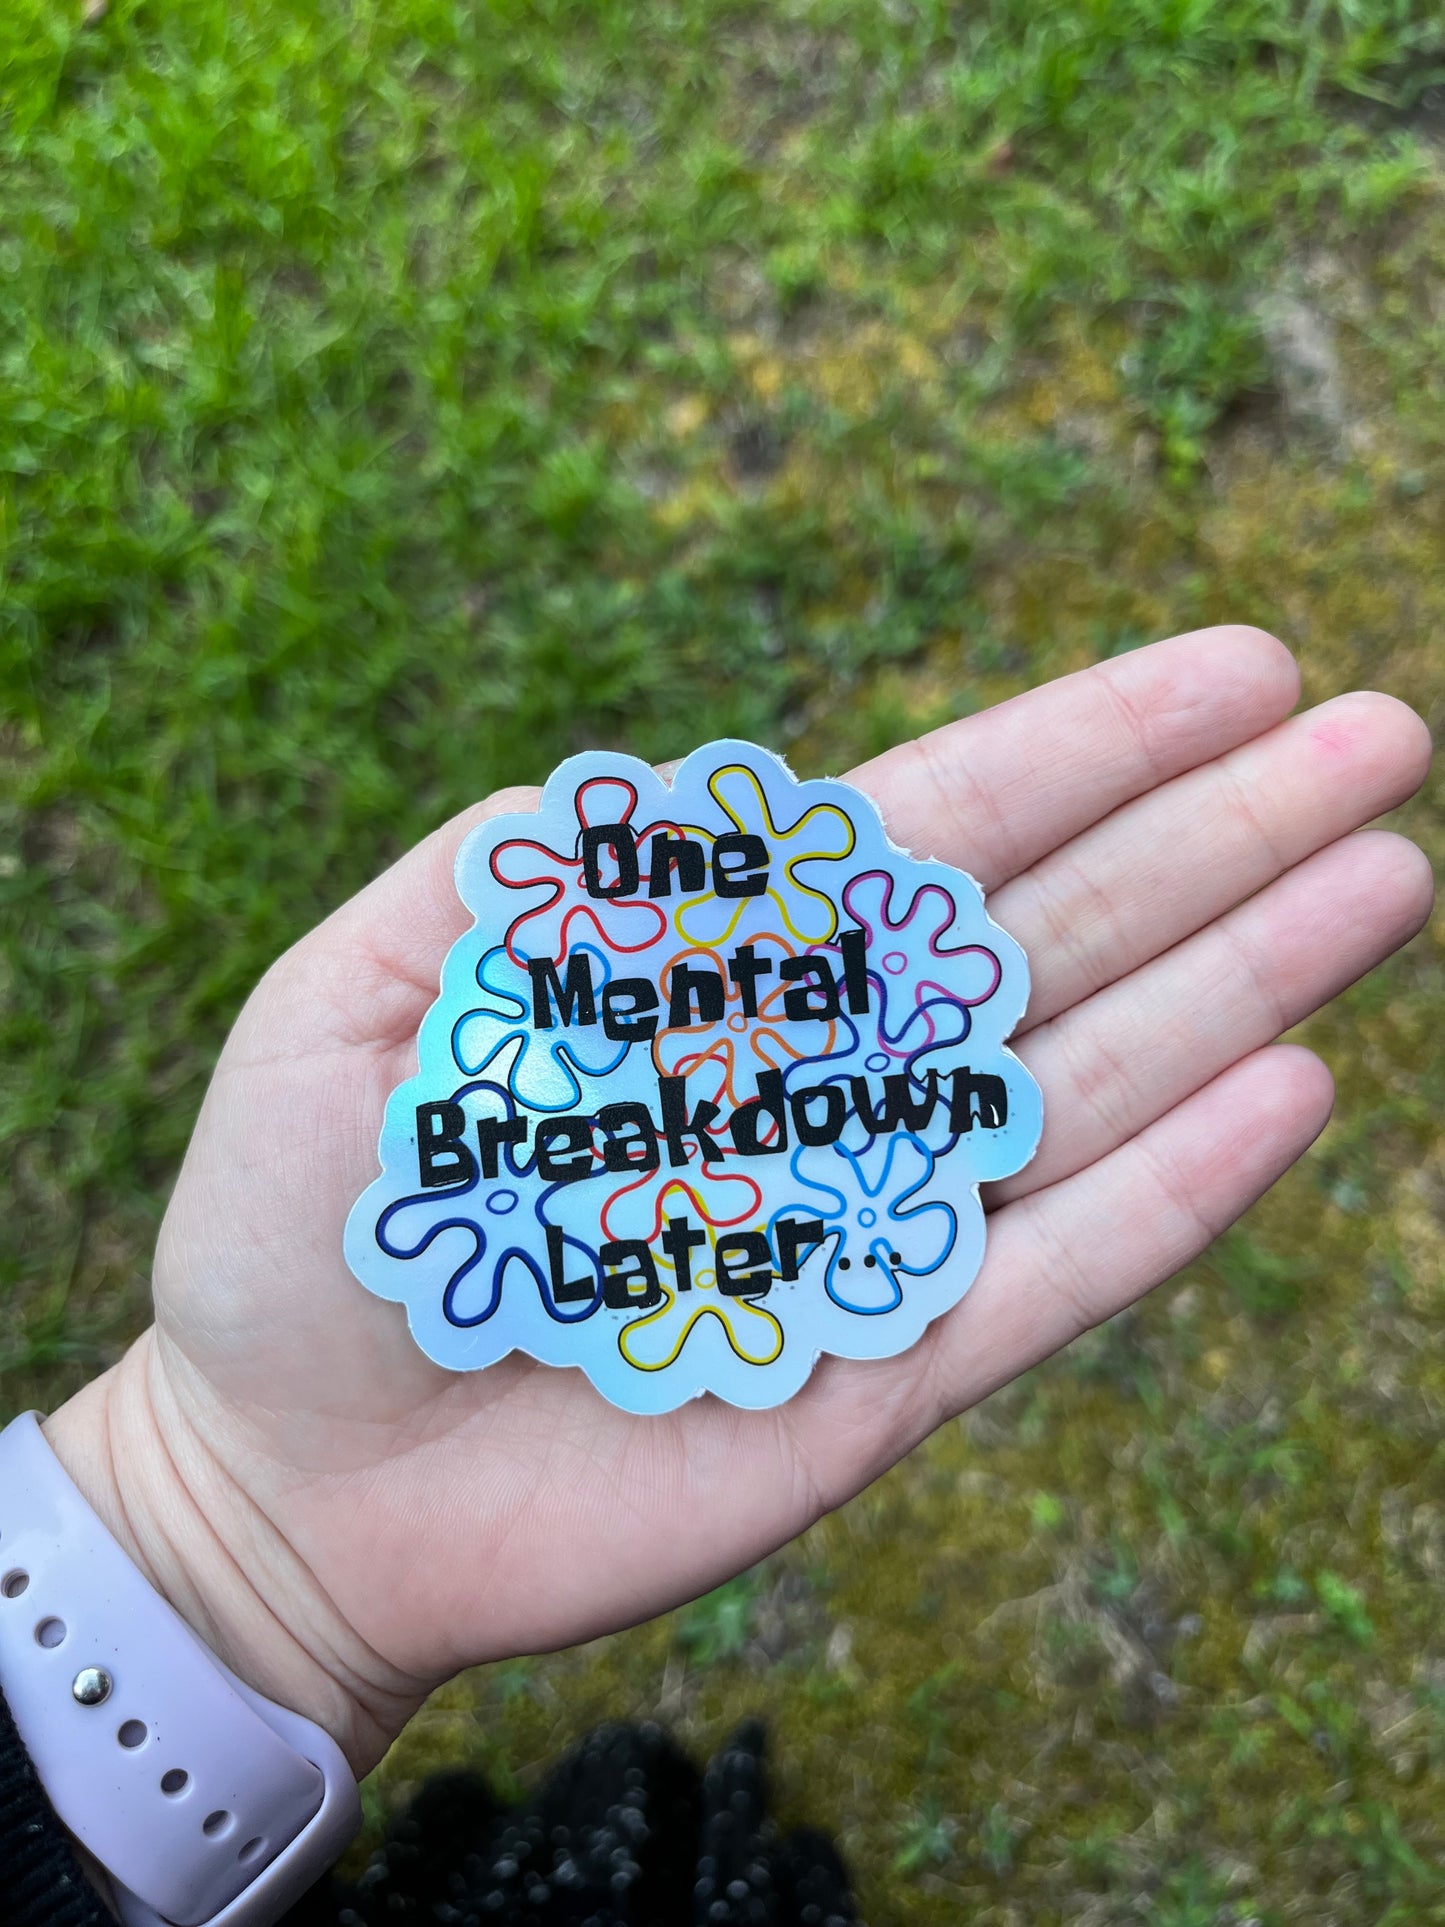 One
Mental
Breakdown
Later...